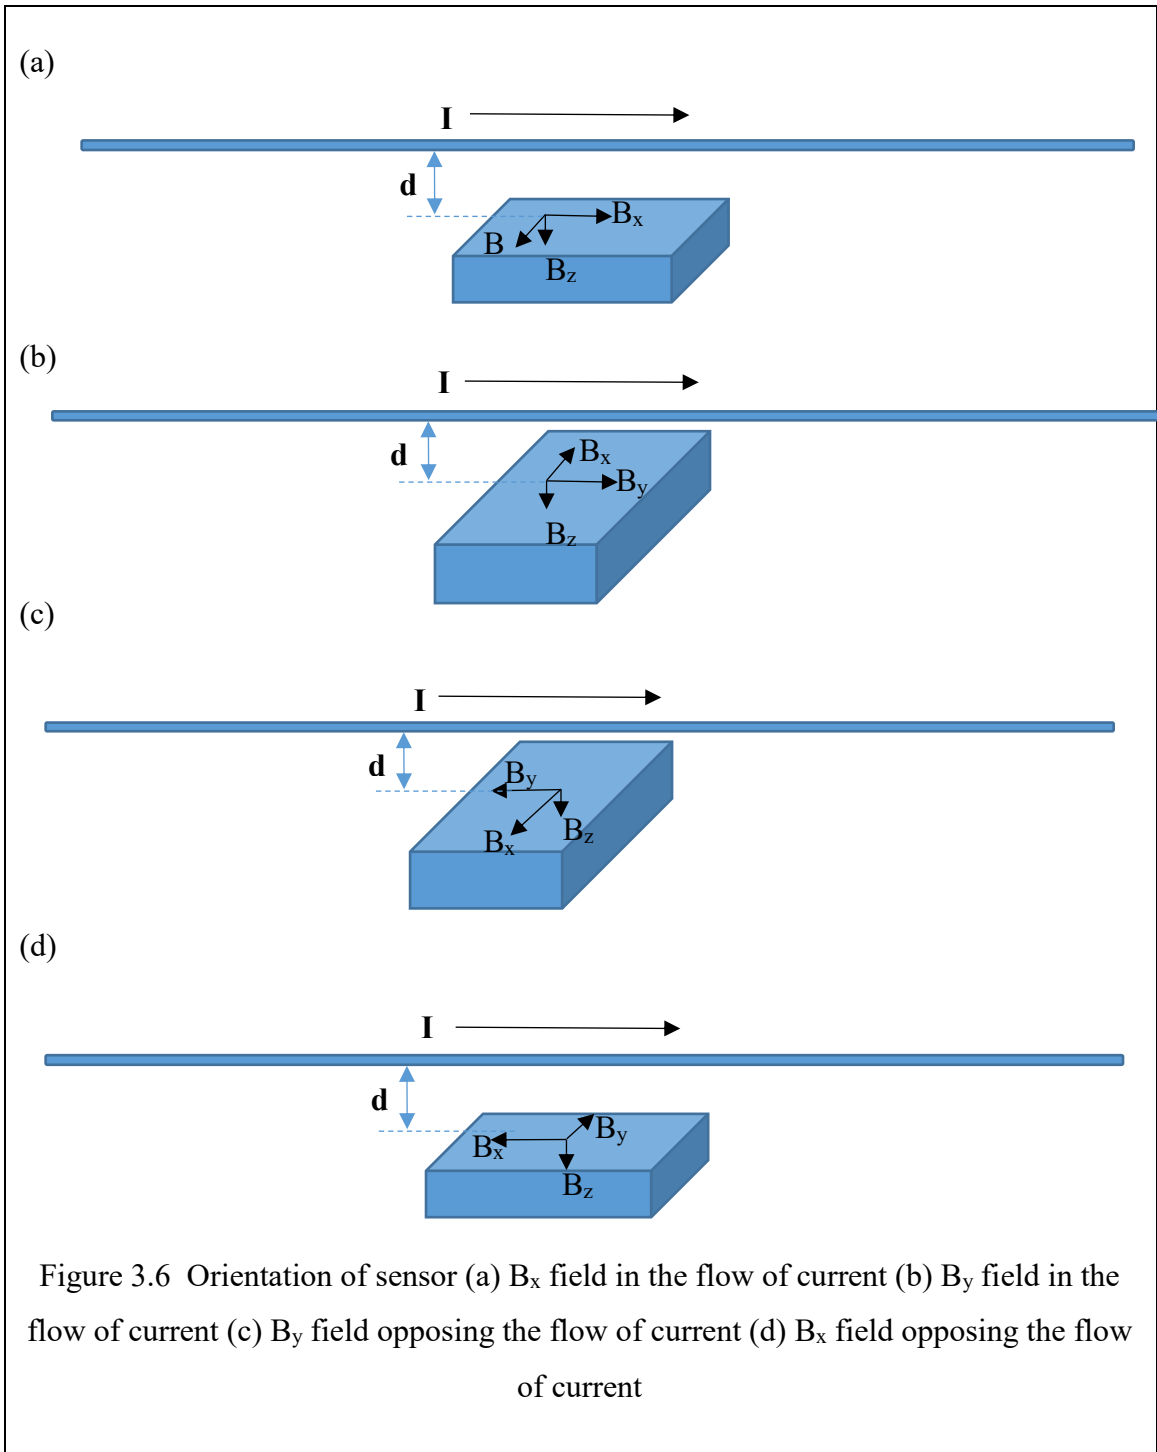 (a)
I
d
Bx
B
Bz
(b)
I
d
Bx
By
Bz
(c)
I
d
By
Bz
Bx
(d)
I
d
By
Bx
Bz
Figure 3.6 Orientation of sensor (a) Bx field in the flow of current (b) By field in the
flow of current (c) By field opposing the flow of current (d) Bx field opposing the flow
of current